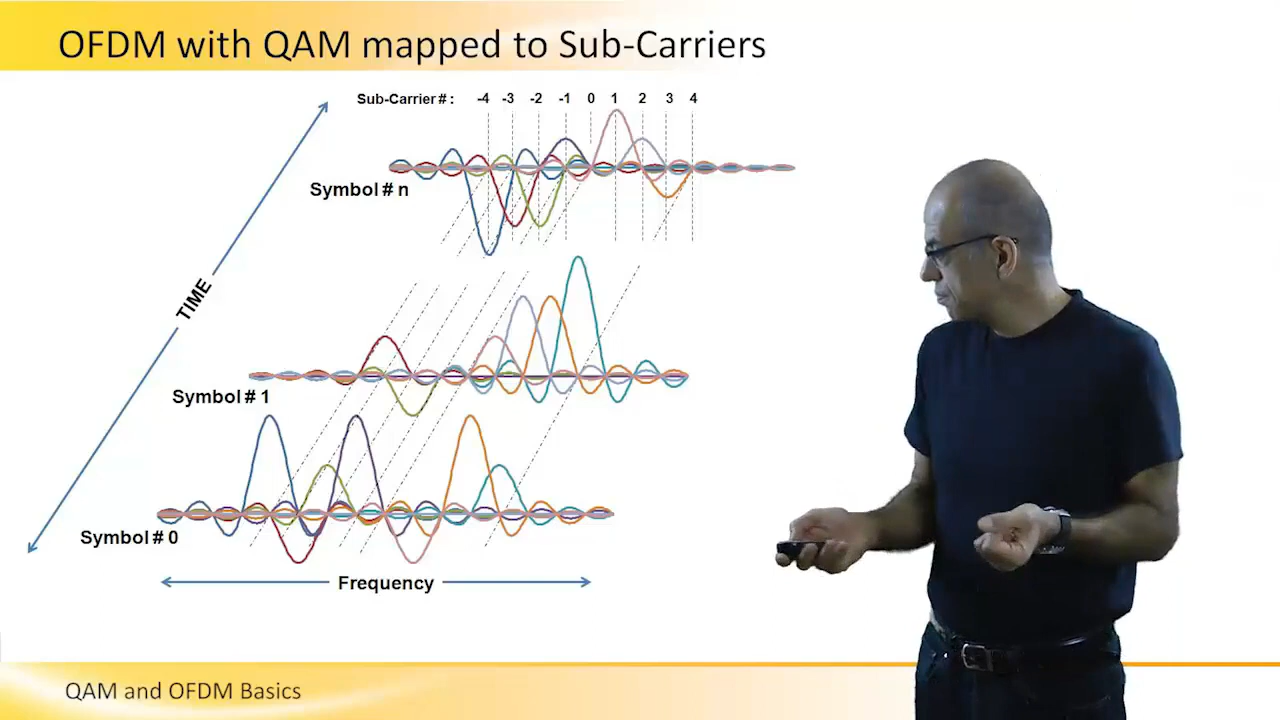 OFDM with QAM mapped to Sub-Carriers
Sub-Carrier # : -4 -3 -2 -1 0 1 2 3 4
Symbol # n
TIME
Symbol # 1
Symbol # 0
Frequency
QAM and OFDM Basics